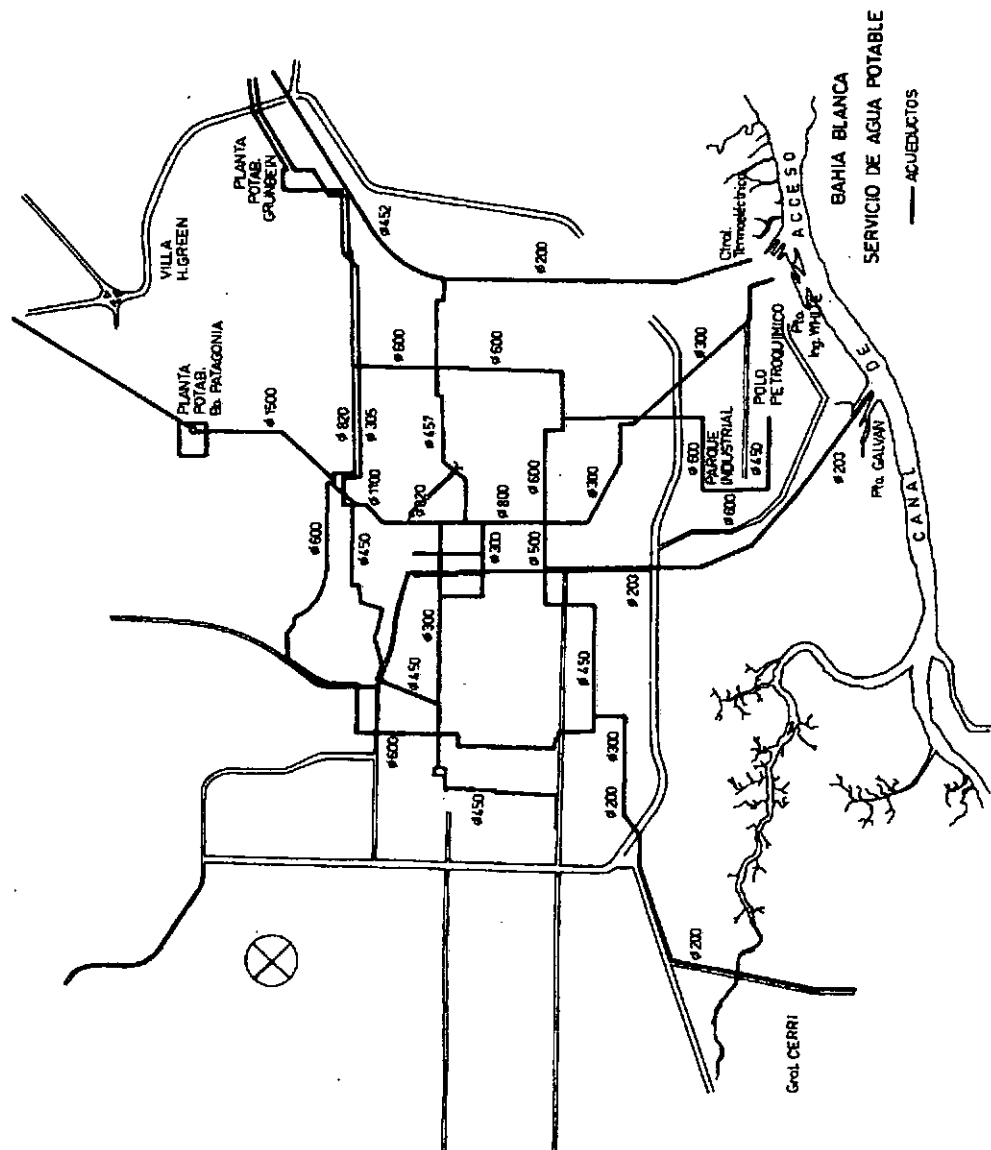 PLANTA
POTAB.
GRUNBEIN
VILLA
H.GREEN
PLANTA
POTAB.
Bo. PATAGONIA
ø 1500
ø 452
ø 200
ø 600
ø 600
ø 820
ø 305
ø 457
ø 1100
ø 820
ø 800
ø 600
ø 300
ø 300
ø 600
ø 450
ø 300
ø 500
ø 300
ø 450
ø 600
ø 450
ø 450
ø 300
ø 200
ø 203
ø 200
ø 600
ø 600
PARQUE
INDUSTRIAL
ø 450
POLO
PETROQUIMICO
Ctral.
Termoeléctrica
Pto.
Ing. WHITE
ø 200
Pto. GALVAN
CANAL DE ACCESO
Gral. CERRI
BAHIA BLANCA
SERVICIO DE AGUA POTABLE
— ACUEDUCTOS